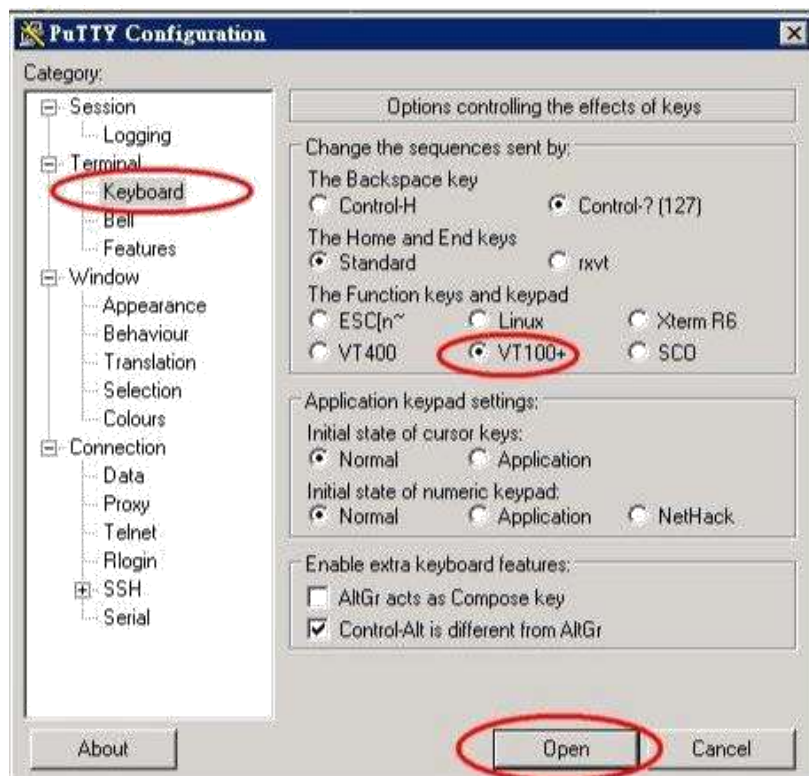 PuTTY Configuration
Category:
Session
Logging
Terminal
Keyboard
Bell
Features
Window
Appearance
Behaviour
Translation
Selection
Colours
Connection
Data
Proxy
Telnet
Rlogin
SSH
Serial
Options controlling the effects of keys
Change the sequences sent by:
The Backspace key
Control-H Control-? (127)
The Home and End keys
Standard rxvt
The Function keys and keypad
ESC[n~ Linux Xterm R6
VT400 VT100+ SCO
Application keypad settings:
Initial state of cursor keys:
Normal Application
Initial state of numeric keypad:
Normal Application NetHack
Enable extra keyboard features:
AltGr acts as Compose key
Control-Alt is different from AltGr
About Open Cancel